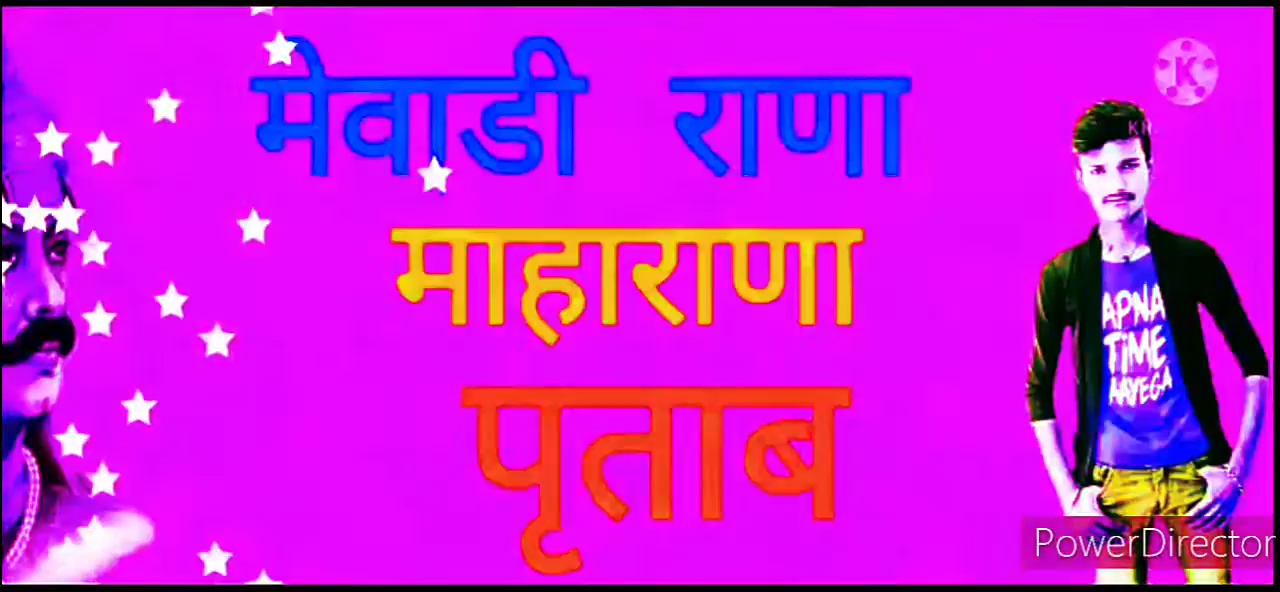 मेवाडी राणा
माहाराणा
पृताब
K
APNA
TIME
AAYEGA
PowerDirector